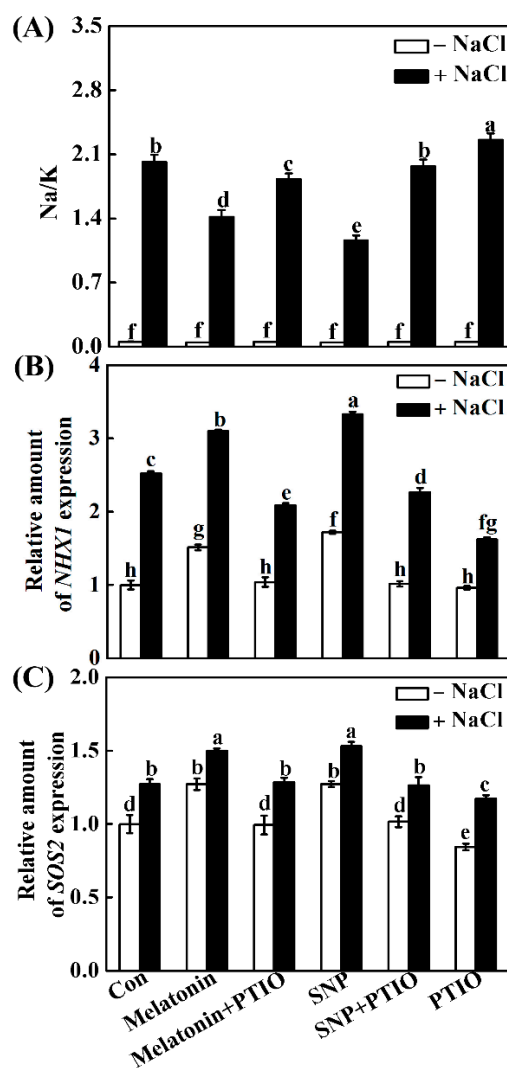 (A)
3.5
2.8
2.1
1.4
0.7
0.0
Na/K
– NaCl
+ NaCl
f b f d f c f e f b f a
(B)
4
3
2
1
0
Relative amount
of NHX1 expression
– NaCl
+ NaCl
h c g b h e f a h d h fg
(C)
2.0
1.5
1.0
0.5
0.0
Relative amount
of SOS2 expression
– NaCl
+ NaCl
d b b a d b b a d b e c
Con
Melatonin
Melatonin+PTIO
SNP
SNP+PTIO
PTIO